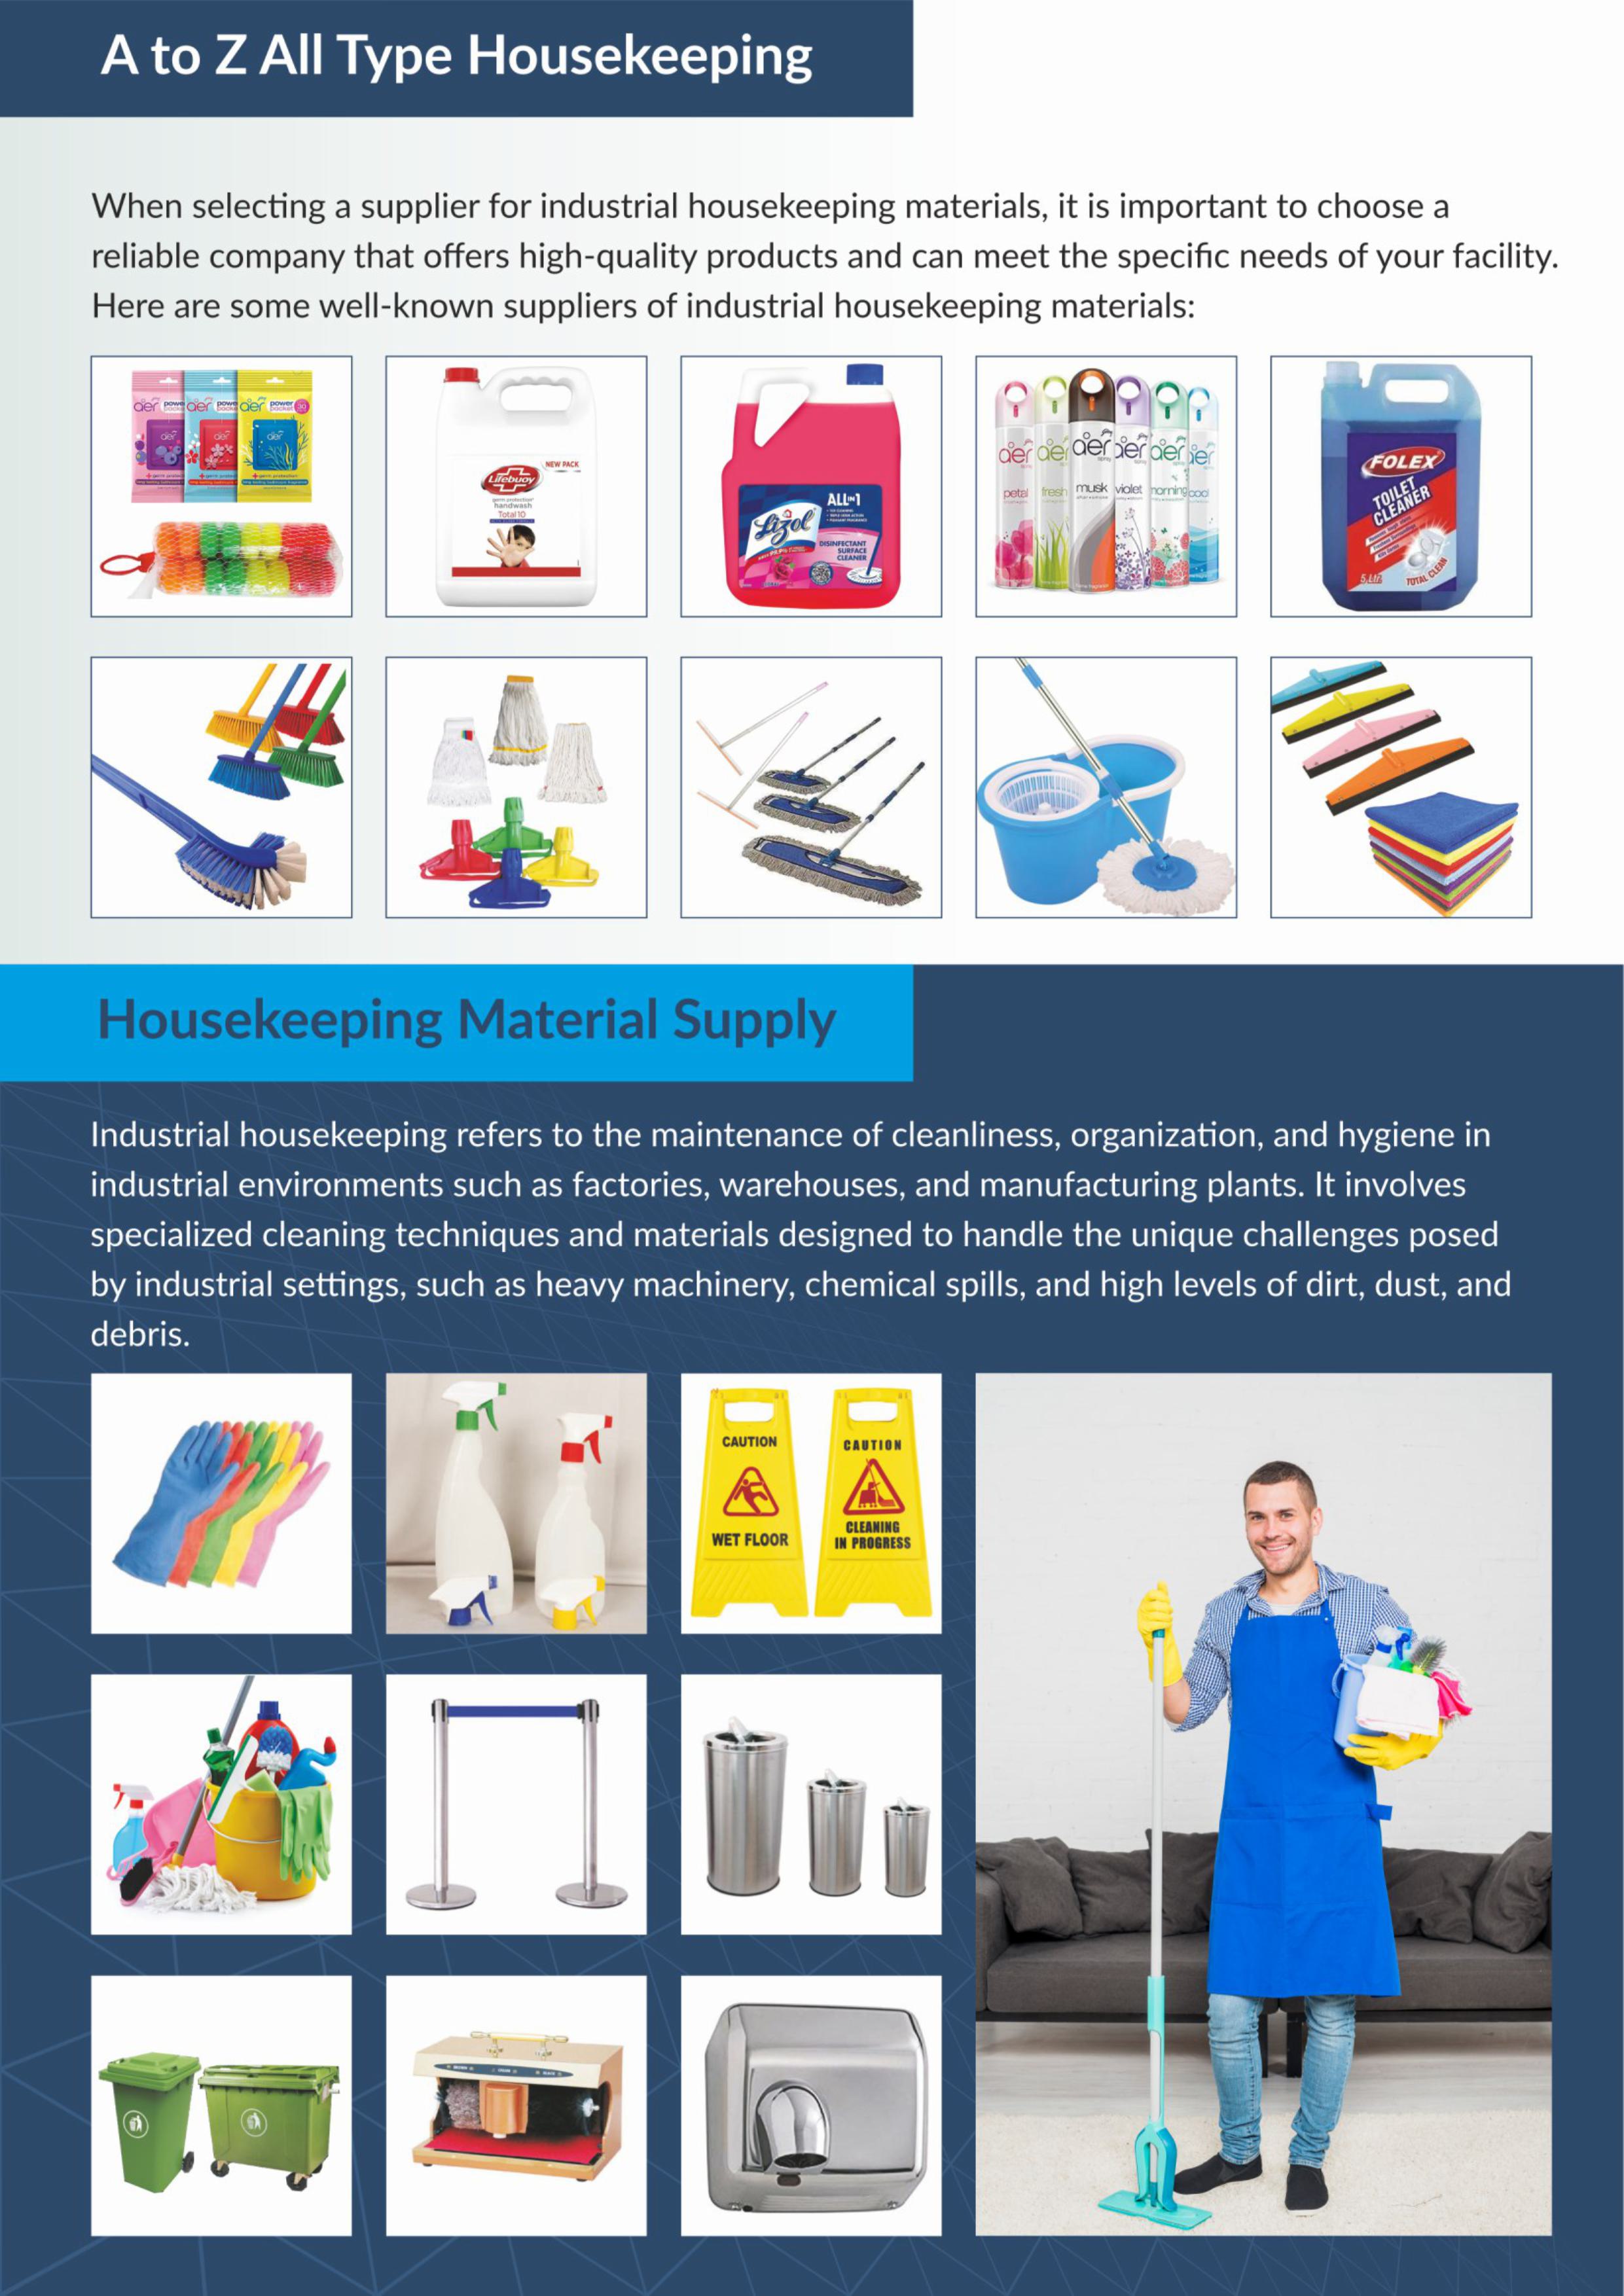 A to Z All Type Housekeeping
When selecting a supplier for industrial housekeeping materials, it is important to choose a
reliable company that offers high-quality products and can meet the specific needs of your facility.
Here are some well-known suppliers of industrial housekeeping materials:
aer power pocket
aer power pocket
aer power pocket
NEW PACK
Lifebuoy
germ protection
handwash
Total 10
ALL IN 1
Lizol
DISINFECTANT
SURFACE
CLEANER
aer aer aer aer aer aer
petal fresh musk violet morning cool
FOLEX
TOILET
CLEANER
5 Ltr.
TOTAL CLEAN
Housekeeping Material Supply
Industrial housekeeping refers to the maintenance of cleanliness, organization, and hygiene in
industrial environments such as factories, warehouses, and manufacturing plants. It involves
specialized cleaning techniques and materials designed to handle the unique challenges posed
by industrial settings, such as heavy machinery, chemical spills, and high levels of dirt, dust, and
debris.
CAUTION
WET FLOOR
CAUTION
CLEANING
IN PROGRESS